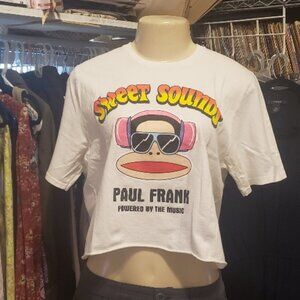 SWEET SOUNDS
PAUL FRANK
POWERED BY THE MUSIC